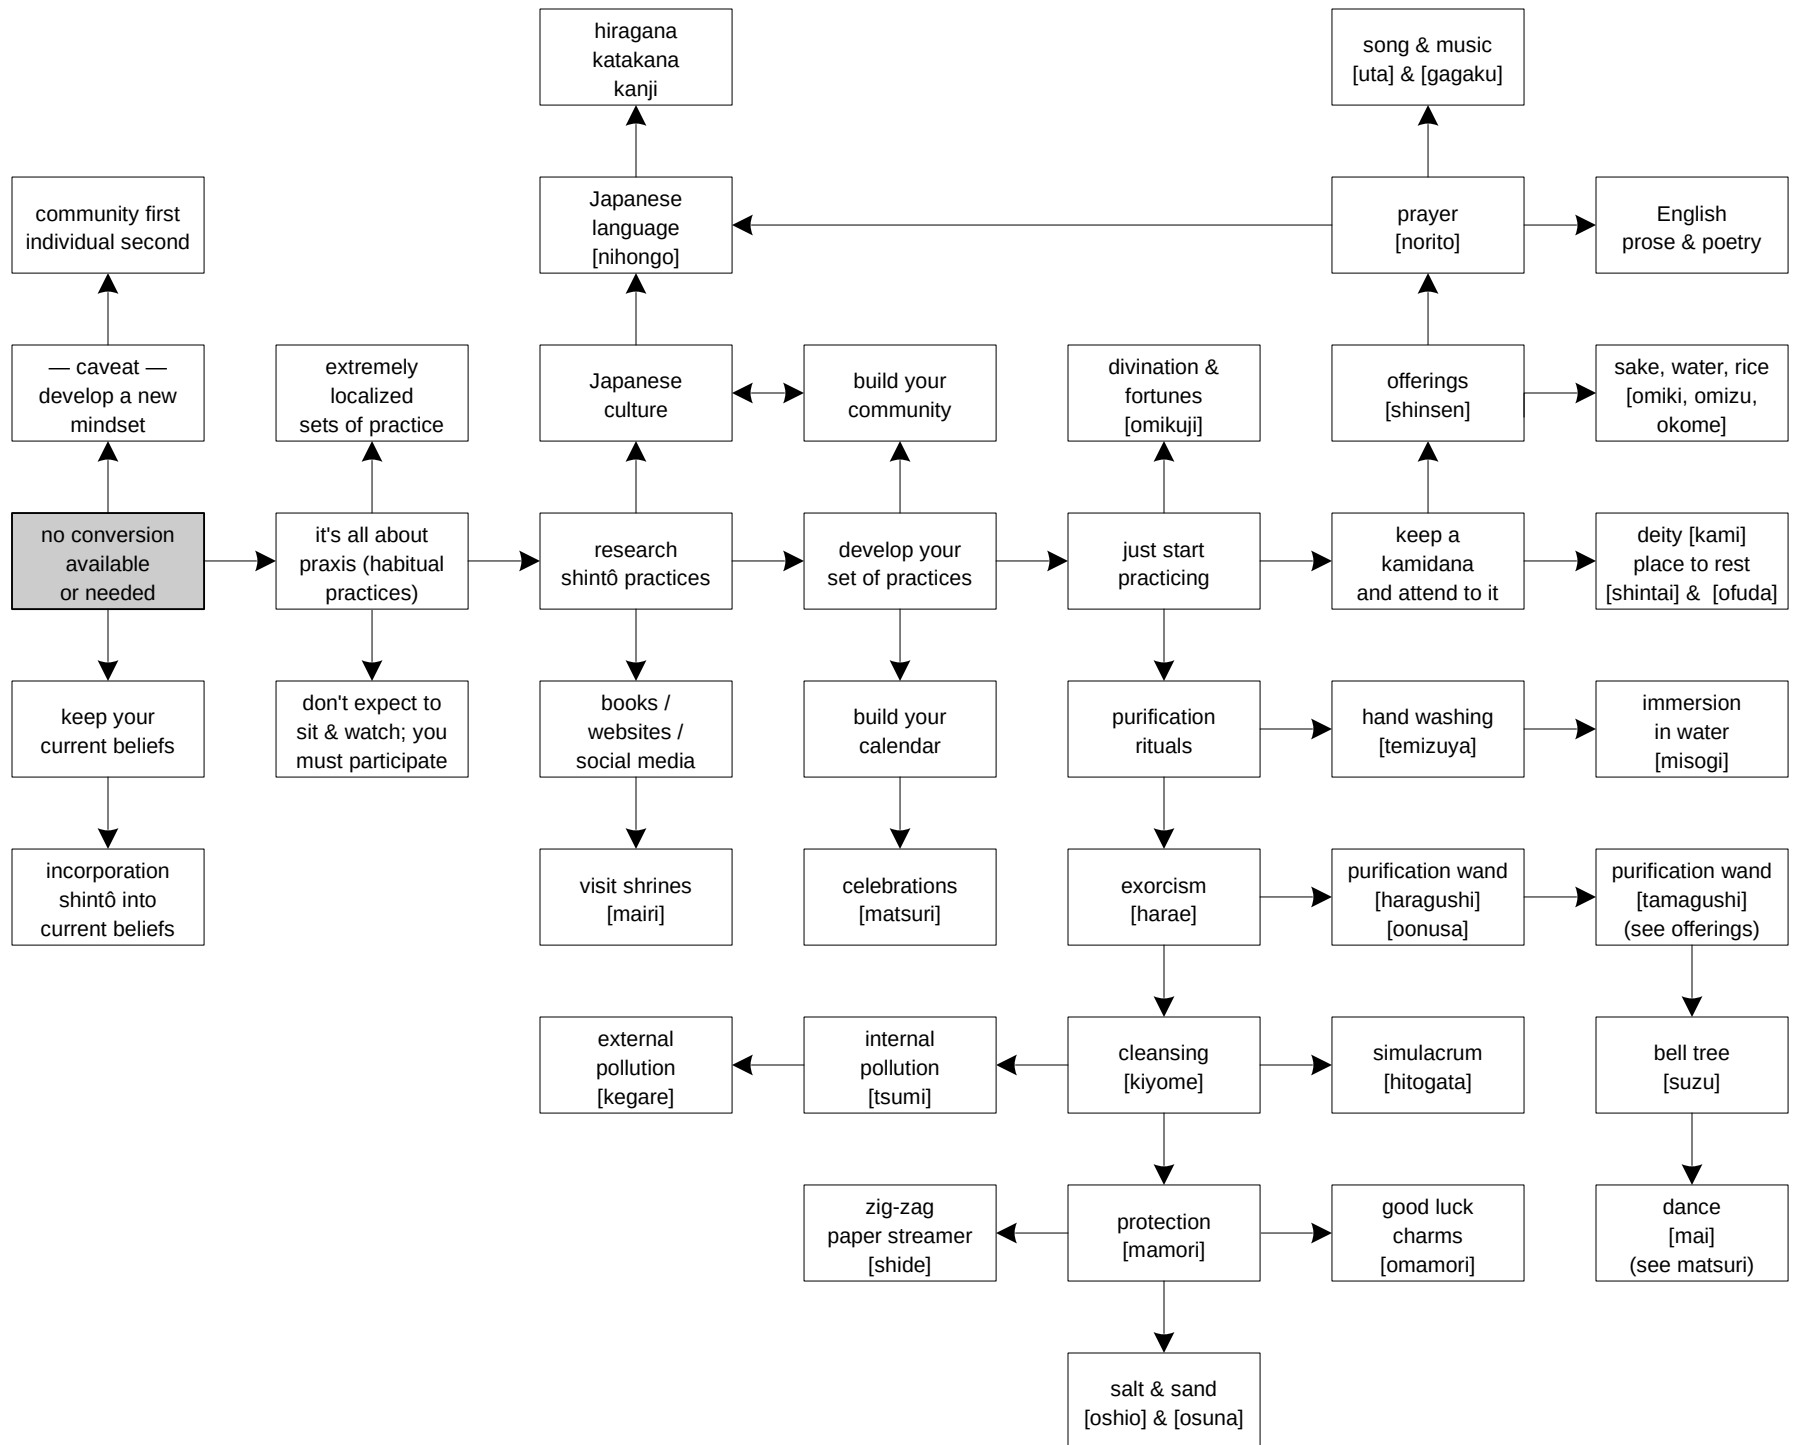 hiragana
katakana
kanji
song & music
[uta] & [gagaku]
community first
individual second
Japanese
language
[nihongo]
prayer
[norito]
English
prose & poetry
— caveat —
develop a new
mindset
extremely
localized
sets of practice
Japanese
culture
build your
community
divination &
fortunes
[omikuji]
offerings
[shinsen]
sake, water, rice
[omiki, omizu,
okome]
no conversion
available
or needed
it's all about
praxis (habitual
practices)
research
shintô practices
develop your
set of practices
just start
practicing
keep a
kamidana
and attend to it
deity [kami]
place to rest
[shintai] & [ofuda]
keep your
current beliefs
don't expect to
sit & watch; you
must participate
books /
websites /
social media
build your
calendar
purification
rituals
hand washing
[temizuya]
immersion
in water
[misogi]
incorporation
shintô into
current beliefs
visit shrines
[mairi]
celebrations
[matsuri]
exorcism
[harae]
purification wand
[haragushi]
[oonusa]
purification wand
[tamagushi]
(see offerings)
external
pollution
[kegare]
internal
pollution
[tsumi]
cleansing
[kiyome]
simulacrum
[hitogata]
bell tree
[suzu]
zig-zag
paper streamer
[shide]
protection
[mamori]
good luck
charms
[omamori]
dance
[mai]
(see matsuri)
salt & sand
[oshio] & [osuna]